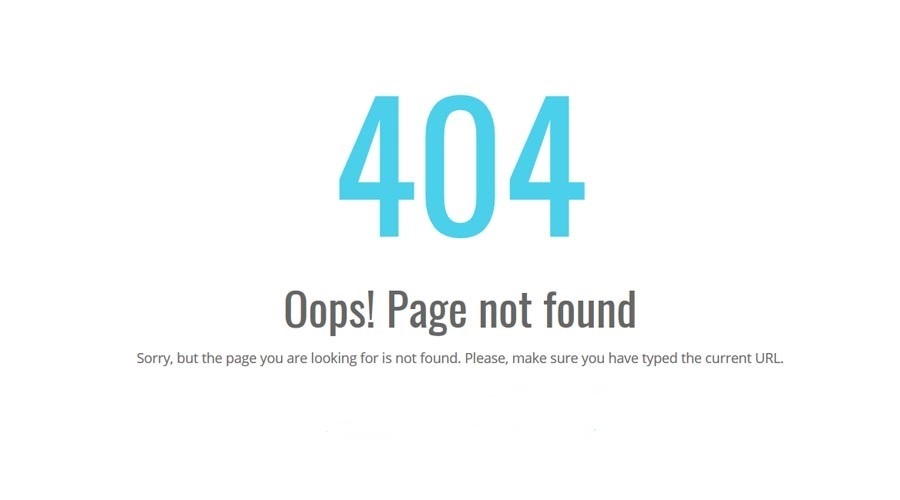 404
Oops! Page not found
Sorry, but the page you are looking for is not found. Please, make sure you have typed the current URL.